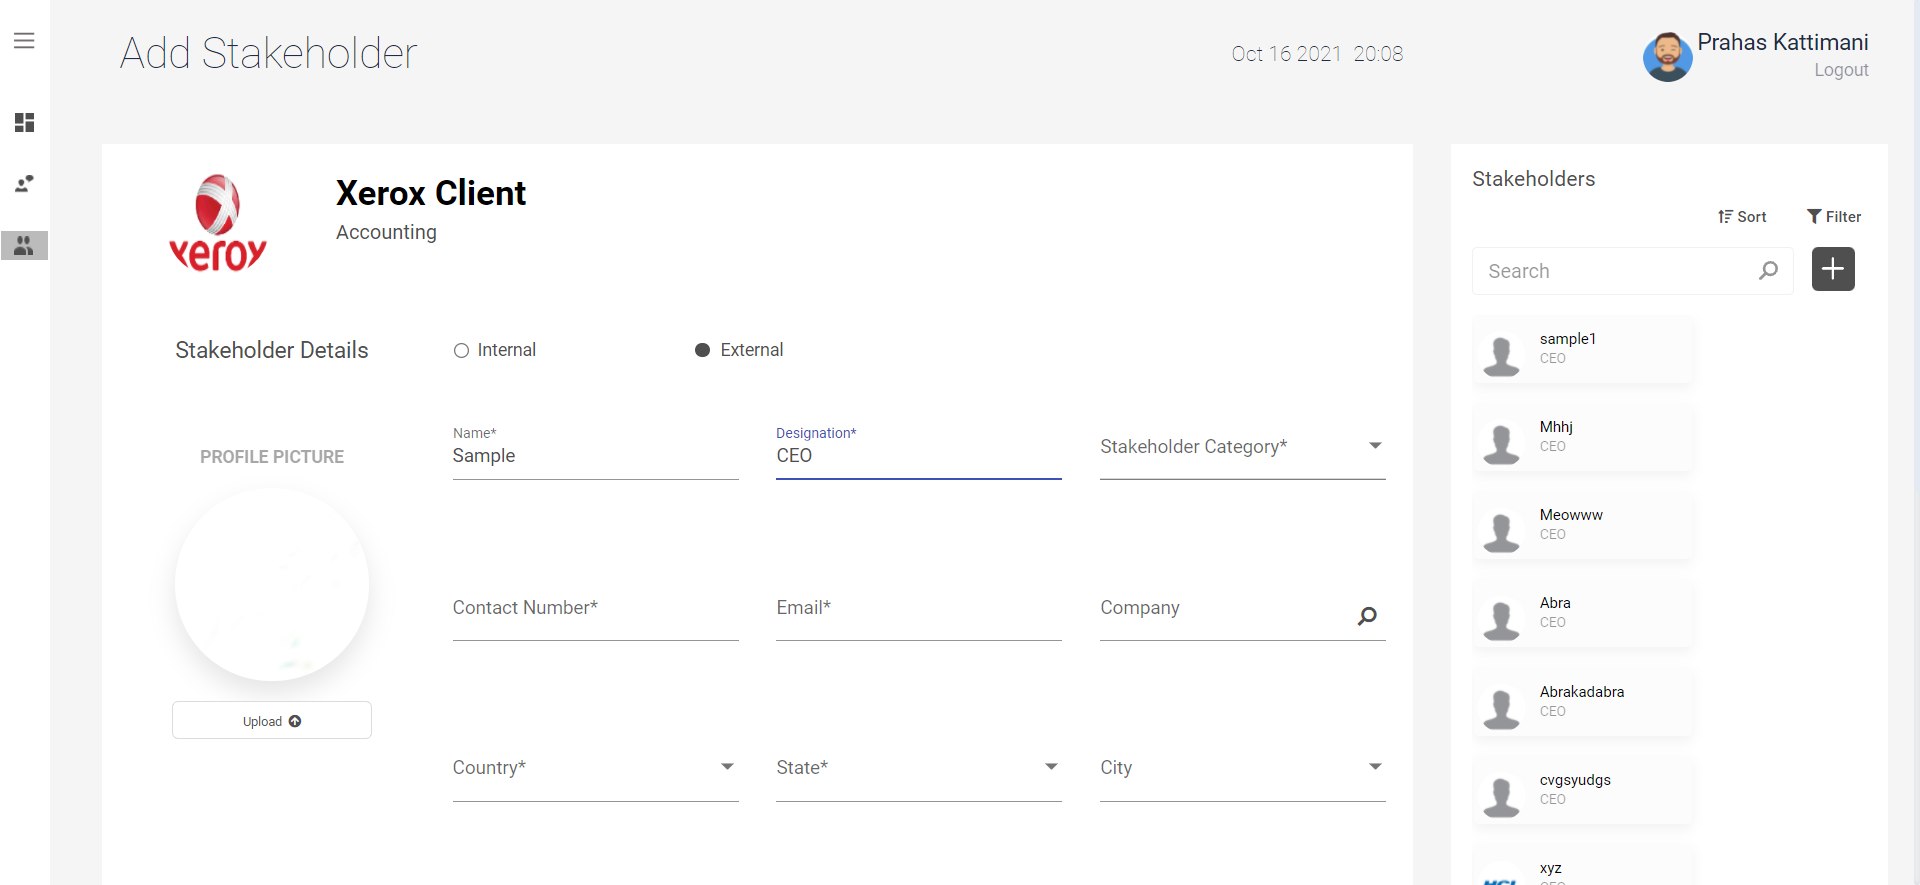 Add Stakeholder
Oct 16 2021 20:08
Prahas Kattimani
Logout
xeroy
Xerox Client
Accounting
Stakeholder Details
Internal
External
PROFILE PICTURE
Upload
Name*
Sample
Designation*
CEO
Stakeholder Category*
Contact Number*
Email*
Company
Country*
State*
City
Stakeholders
Sort
Filter
Search
sample1
CEO
Mhhj
CEO
Meowww
CEO
Abra
CEO
Abrakadabra
CEO
cvgsyudgs
CEO
xyz